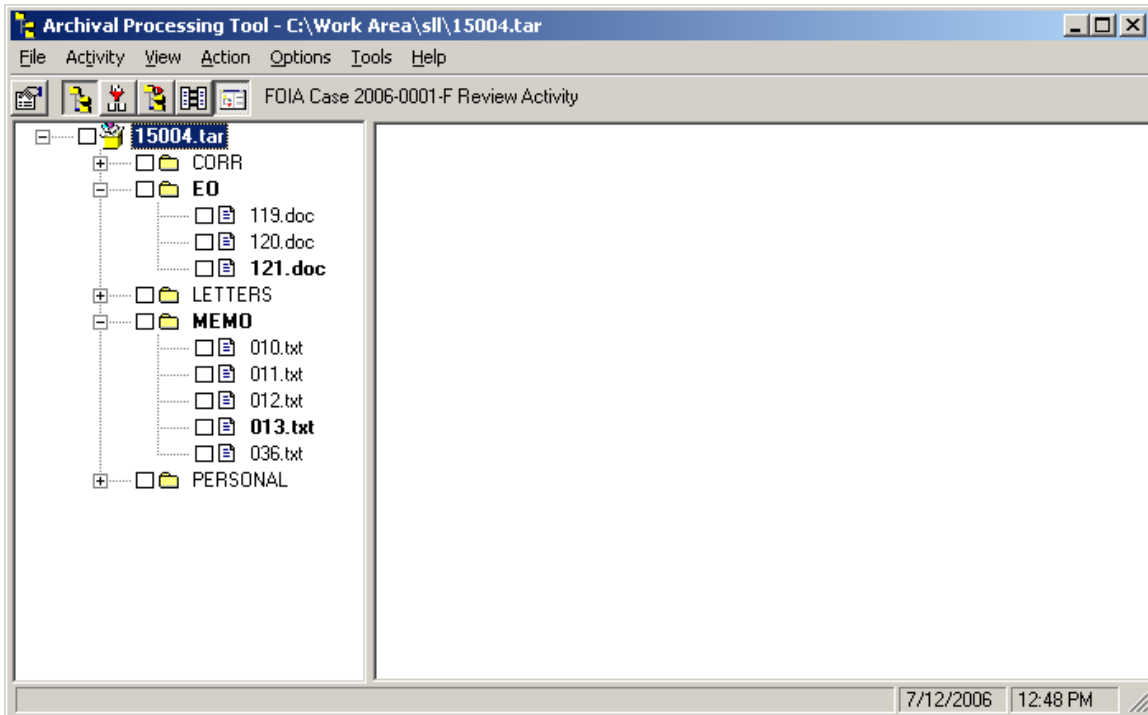 Archival Processing Tool - C:\Work Area\sll\15004.tar
File Activity View Action Options Tools Help
FOIA Case 2006-0001-F Review Activity
15004.tar
CORR
EO
119.doc
120.doc
121.doc
LETTERS
MEMO
010.txt
011.txt
012.txt
013.txt
036.txt
PERSONAL
7/12/2006 12:48 PM